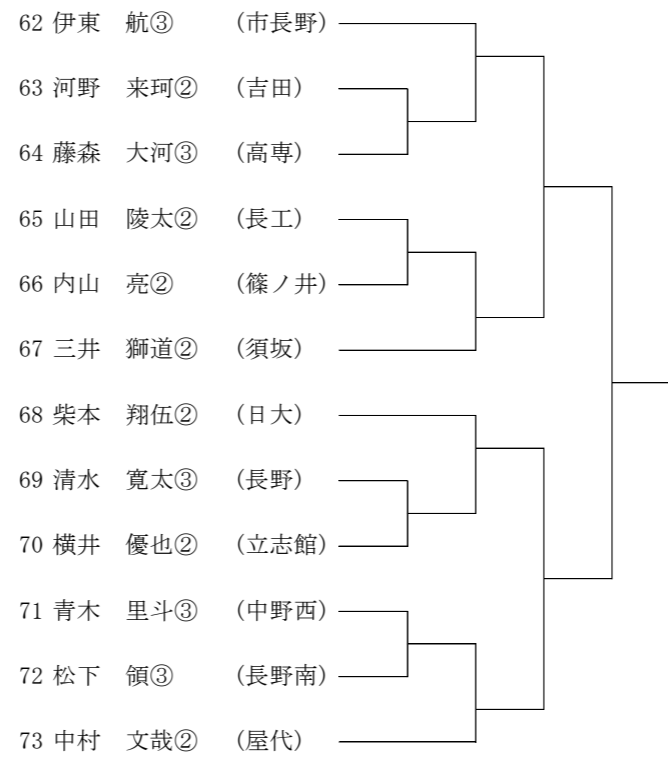 62 伊東 航③ (市長野)
63 河野 来珂② (吉田)
64 藤森 大河③ (高専)
65 山田 陵太② (長工)
66 内山 亮② (篠ノ井)
67 三井 獅道② (須坂)
68 柴本 翔伍② (日大)
69 清水 寛太③ (長野)
70 横井 優也② (立志館)
71 青木 里斗③ (中野西)
72 松下 領③ (長野南)
73 中村 文哉② (屋代)